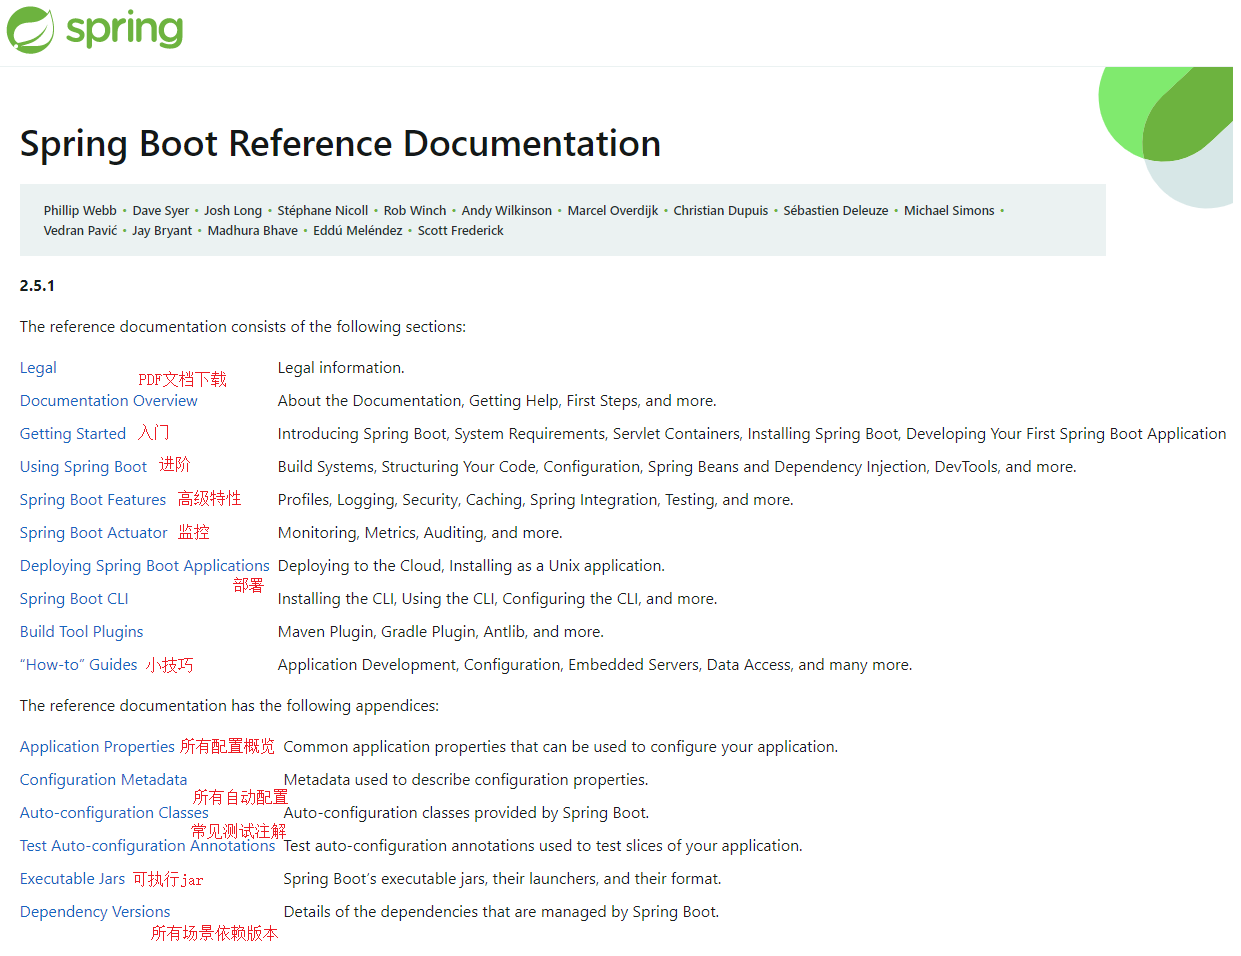 spring
Spring Boot Reference Documentation
Phillip Webb • Dave Syer • Josh Long • Stéphane Nicoll • Rob Winch • Andy Wilkinson • Marcel Overdijk • Christian Dupuis • Sébastien Deleuze • Michael Simons •
Vedran Pavić • Jay Bryant • Madhura Bhave • Eddú Meléndez • Scott Frederick
2.5.1
The reference documentation consists of the following sections:
Legal Legal information.
PDF文档下载
Documentation Overview About the Documentation, Getting Help, First Steps, and more.
Getting Started 入门 Introducing Spring Boot, System Requirements, Servlet Containers, Installing Spring Boot, Developing Your First Spring Boot Application
Using Spring Boot 进阶 Build Systems, Structuring Your Code, Configuration, Spring Beans and Dependency Injection, DevTools, and more.
Spring Boot Features 高级特性 Profiles, Logging, Security, Caching, Spring Integration, Testing, and more.
Spring Boot Actuator 监控 Monitoring, Metrics, Auditing, and more.
Deploying Spring Boot Applications Deploying to the Cloud, Installing as a Unix application.
部署
Spring Boot CLI Installing the CLI, Using the CLI, Configuring the CLI, and more.
Build Tool Plugins Maven Plugin, Gradle Plugin, Antlib, and more.
“How-to” Guides 小技巧 Application Development, Configuration, Embedded Servers, Data Access, and many more.
The reference documentation has the following appendices:
Application Properties 所有配置概览 Common application properties that can be used to configure your application.
Configuration Metadata Metadata used to describe configuration properties.
所有自动配置
Auto-configuration Classes Auto-configuration classes provided by Spring Boot.
常见测试注解
Test Auto-configuration Annotations Test auto-configuration annotations used to test slices of your application.
Executable Jars 可执行jar Spring Boot’s executable jars, their launchers, and their format.
Dependency Versions Details of the dependencies that are managed by Spring Boot.
所有场景依赖版本